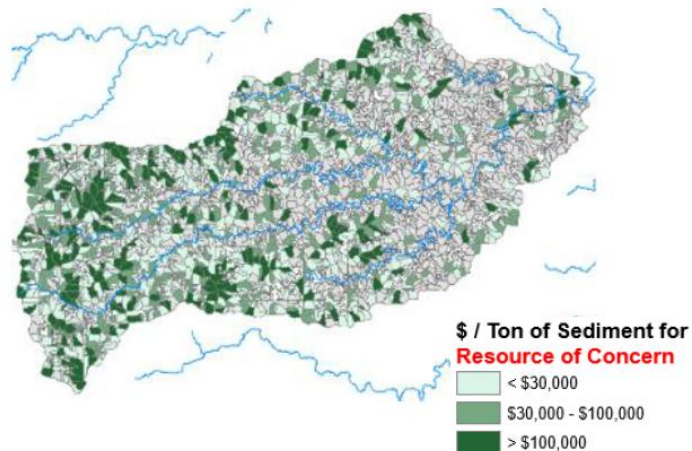 $ / Ton of Sediment for
Resource of Concern
< $30,000
$30,000 - $100,000
> $100,000